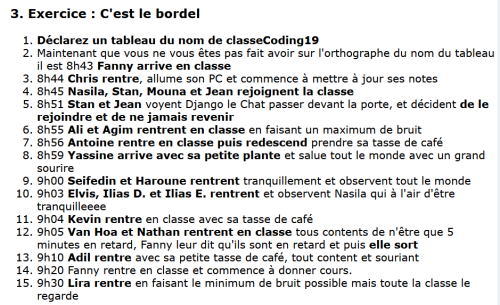 3. Exercice : C'est le bordel
1. Déclarez un tableau du nom de classeCoding19
2. Maintenant que vous ne vous êtes pas fait avoir sur l'orthographe du nom du tableau
il est 8h43 Fanny arrive en classe
3. 8h44 Chris rentre, allume son PC et commence à mettre à jour ses notes
4. 8h45 Nasila, Stan, Mouna et Jean rejoignent la classe
5. 8h51 Stan et Jean voyent Django le Chat passer devant la porte, et décident de le
rejoindre et de ne jamais revenir
6. 8h55 Ali et Agim rentrent en classe en faisant un maximum de bruit
7. 8h56 Antoine rentre en classe puis redescend prendre sa tasse de café
8. 8h59 Yassine arrive avec sa petite plante et salue tout le monde avec un grand
sourire
9. 9h00 Seifedin et Haroune rentrent tranquillement et observent tout le monde
10. 9h03 Elvis, Ilias D. et Ilias E. rentrent et observent Nasila qui à l'air d'être
tranquilleeee
11. 9h04 Kevin rentre en classe avec sa tasse de café
12. 9h05 Van Hoa et Nathan rentrent en classe tous contents de n'être que 5
minutes en retard, Fanny leur dit qu'ils sont en retard et puis elle sort
13. 9h10 Adil rentre avec sa petite tasse de café, tout content et souriant
14. 9h20 Fanny rentre en classe et commence à donner cours.
15. 9h30 Lira rentre en faisant le minimum de bruit possible mais toute la classe le
regarde